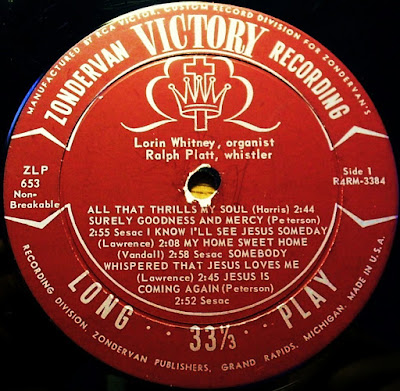 MANUFACTURED BY RCA VICTOR, CUSTOM RECORD DIVISION FOR ZONDERVAN'S
ZONDERVAN VICTORY RECORDING
Lorin Whitney, organist
Ralph Platt, whistler
ZLP
653
Non-
Breakable
Side 1
R4RM-3384
ALL THAT THRILLS MY SOUL (Harris) 2:44
SURELY GOODNESS AND MERCY (Peterson)
2:55 Sesac I KNOW I'LL SEE JESUS SOMEDAY
(Lawrence) 2:08 MY HOME SWEET HOME
(Vandall) 2:58 Sesac SOMEBODY
WHISPERED THAT JESUS LOVES ME
(Lawrence) 2:45 JESUS IS
COMING AGAIN (Peterson)
2:52 Sesac
LONG · · 33⅓ · · PLAY
RECORDING DIVISION, ZONDERVAN PUBLISHERS, GRAND RAPIDS, MICHIGAN. MADE IN U.S.A.